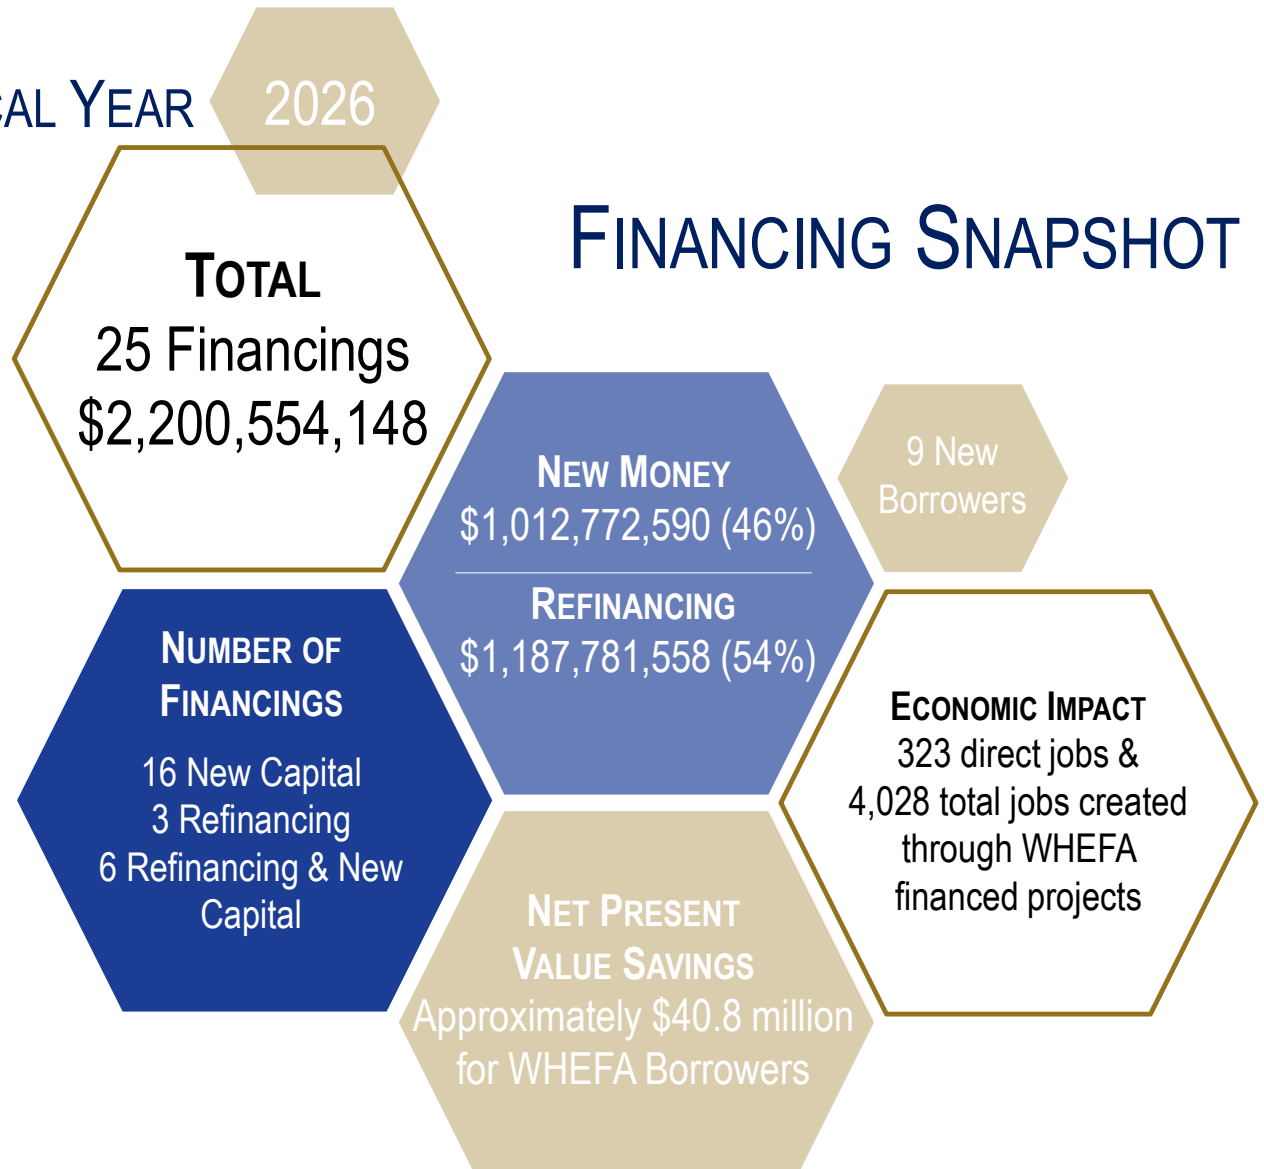 CAL YEAR 2026
FINANCING SNAPSHOT
TOTAL
25 Financings
$2,200,554,148
NEW MONEY
$1,012,772,590 (46%)
REFINANCING
$1,187,781,558 (54%)
9 New
Borrowers
NUMBER OF
FINANCINGS
16 New Capital
3 Refinancing
6 Refinancing & New
Capital
ECONOMIC IMPACT
323 direct jobs &
4,028 total jobs created
through WHEFA
financed projects
NET PRESENT
VALUE SAVINGS
Approximately $40.8 million
for WHEFA Borrowers